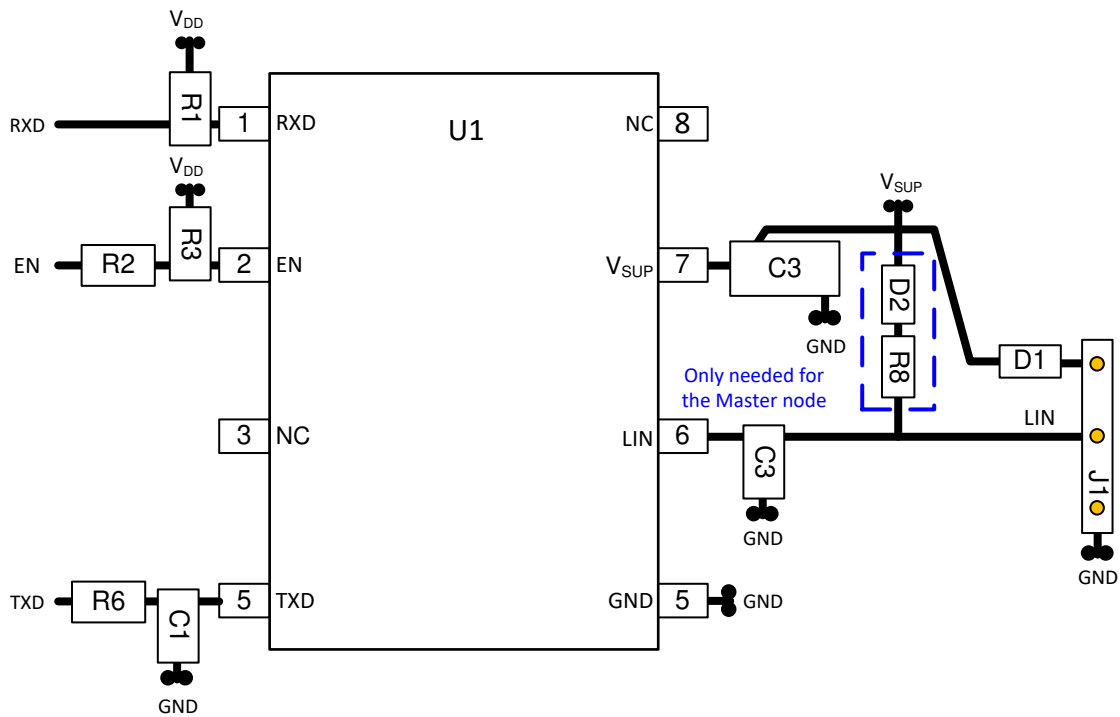 VDD
R1
RXD
1
RXD
U1
NC
8
VDD
R3
EN
R2
2
EN
VSUP
7
C3
GND
VSUP
D2
R8
Only needed for
the Master node
D1
3
NC
LIN
6
C3
GND
LIN
J1
GND
TXD
R6
C1
GND
5
TXD
GND
5
GND